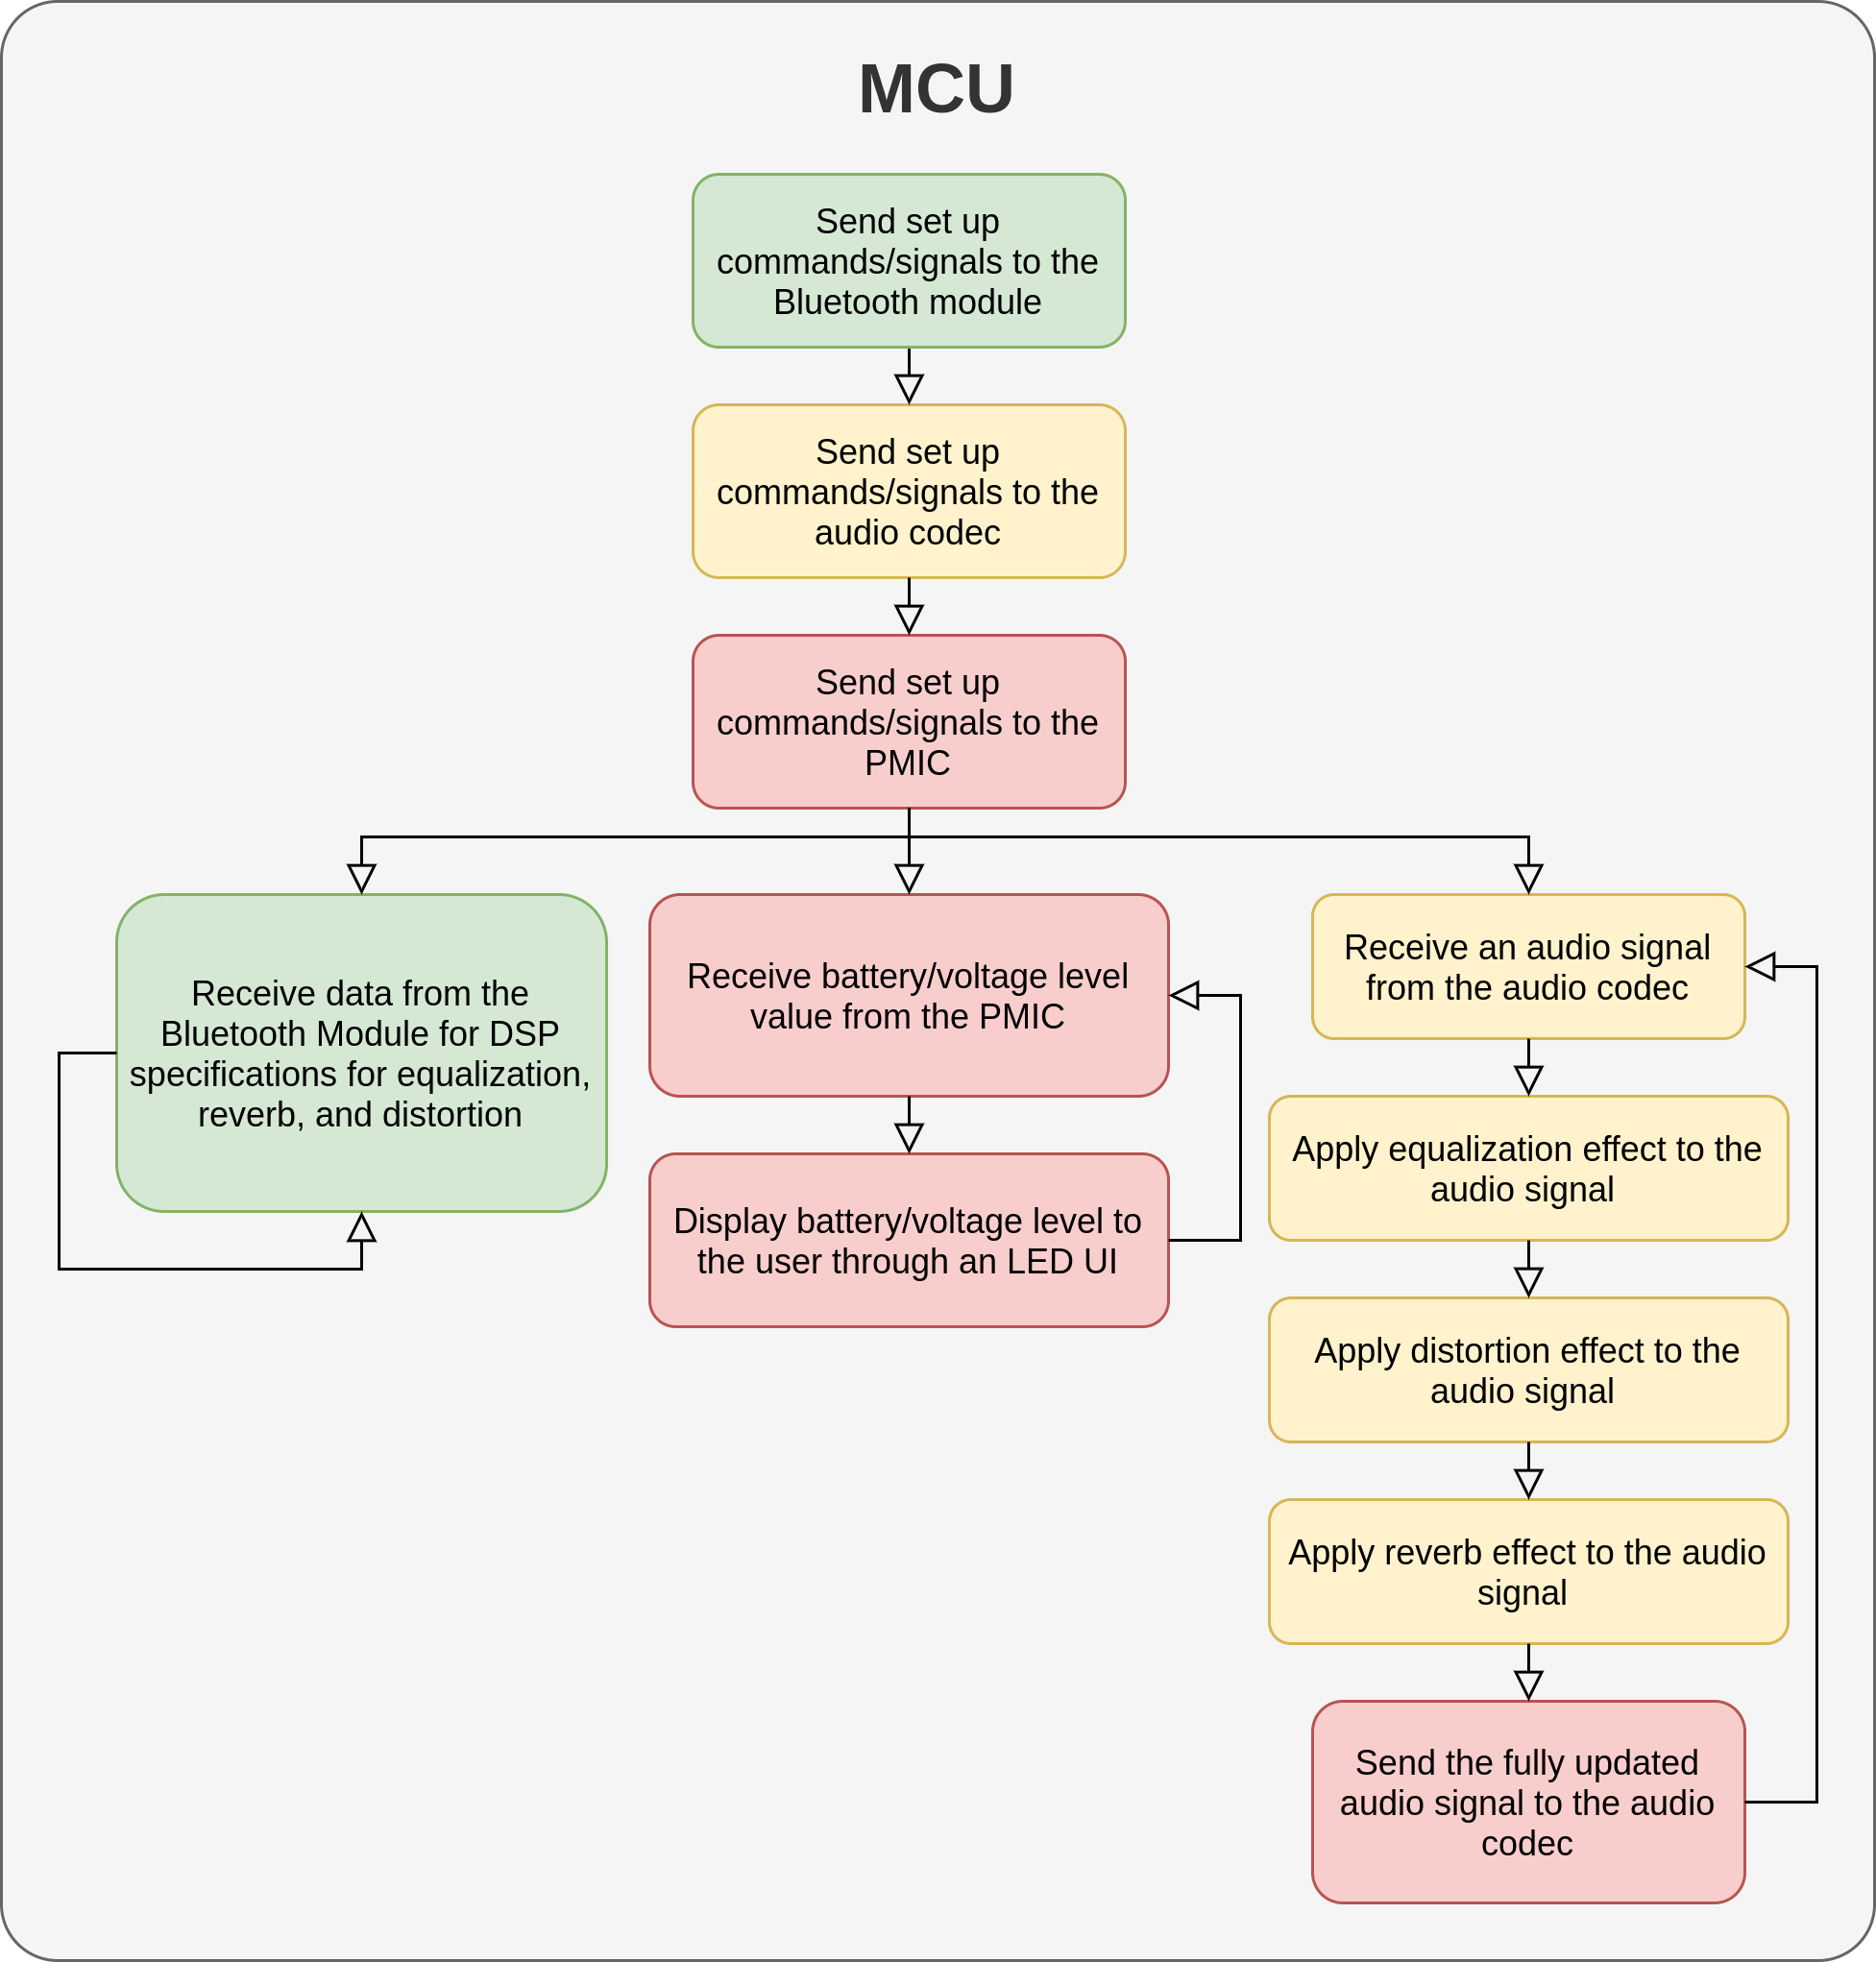 MCU
Send set up
commands/signals to the
Bluetooth module
Send set up
commands/signals to the
audio codec
Send set up
commands/signals to the
PMIC
Receive data from the
Bluetooth Module for DSP
specifications for equalization,
reverb, and distortion
Receive battery/voltage level
value from the PMIC
Display battery/voltage level to
the user through an LED UI
Receive an audio signal
from the audio codec
Apply equalization effect to the
audio signal
Apply distortion effect to the
audio signal
Apply reverb effect to the audio
signal
Send the fully updated
audio signal to the audio
codec